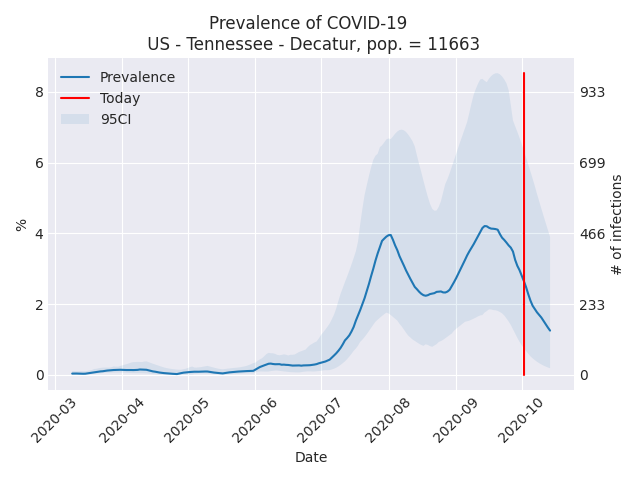 Prevalence of COVID-19
US - Tennessee - Decatur, pop. = 11663
Prevalence
Today
95CI
8
6
4
2
0
%
933
699
466
233
0
# of infections
2020-03
2020-04
2020-05
2020-06
2020-07
2020-08
2020-09
2020-10
Date